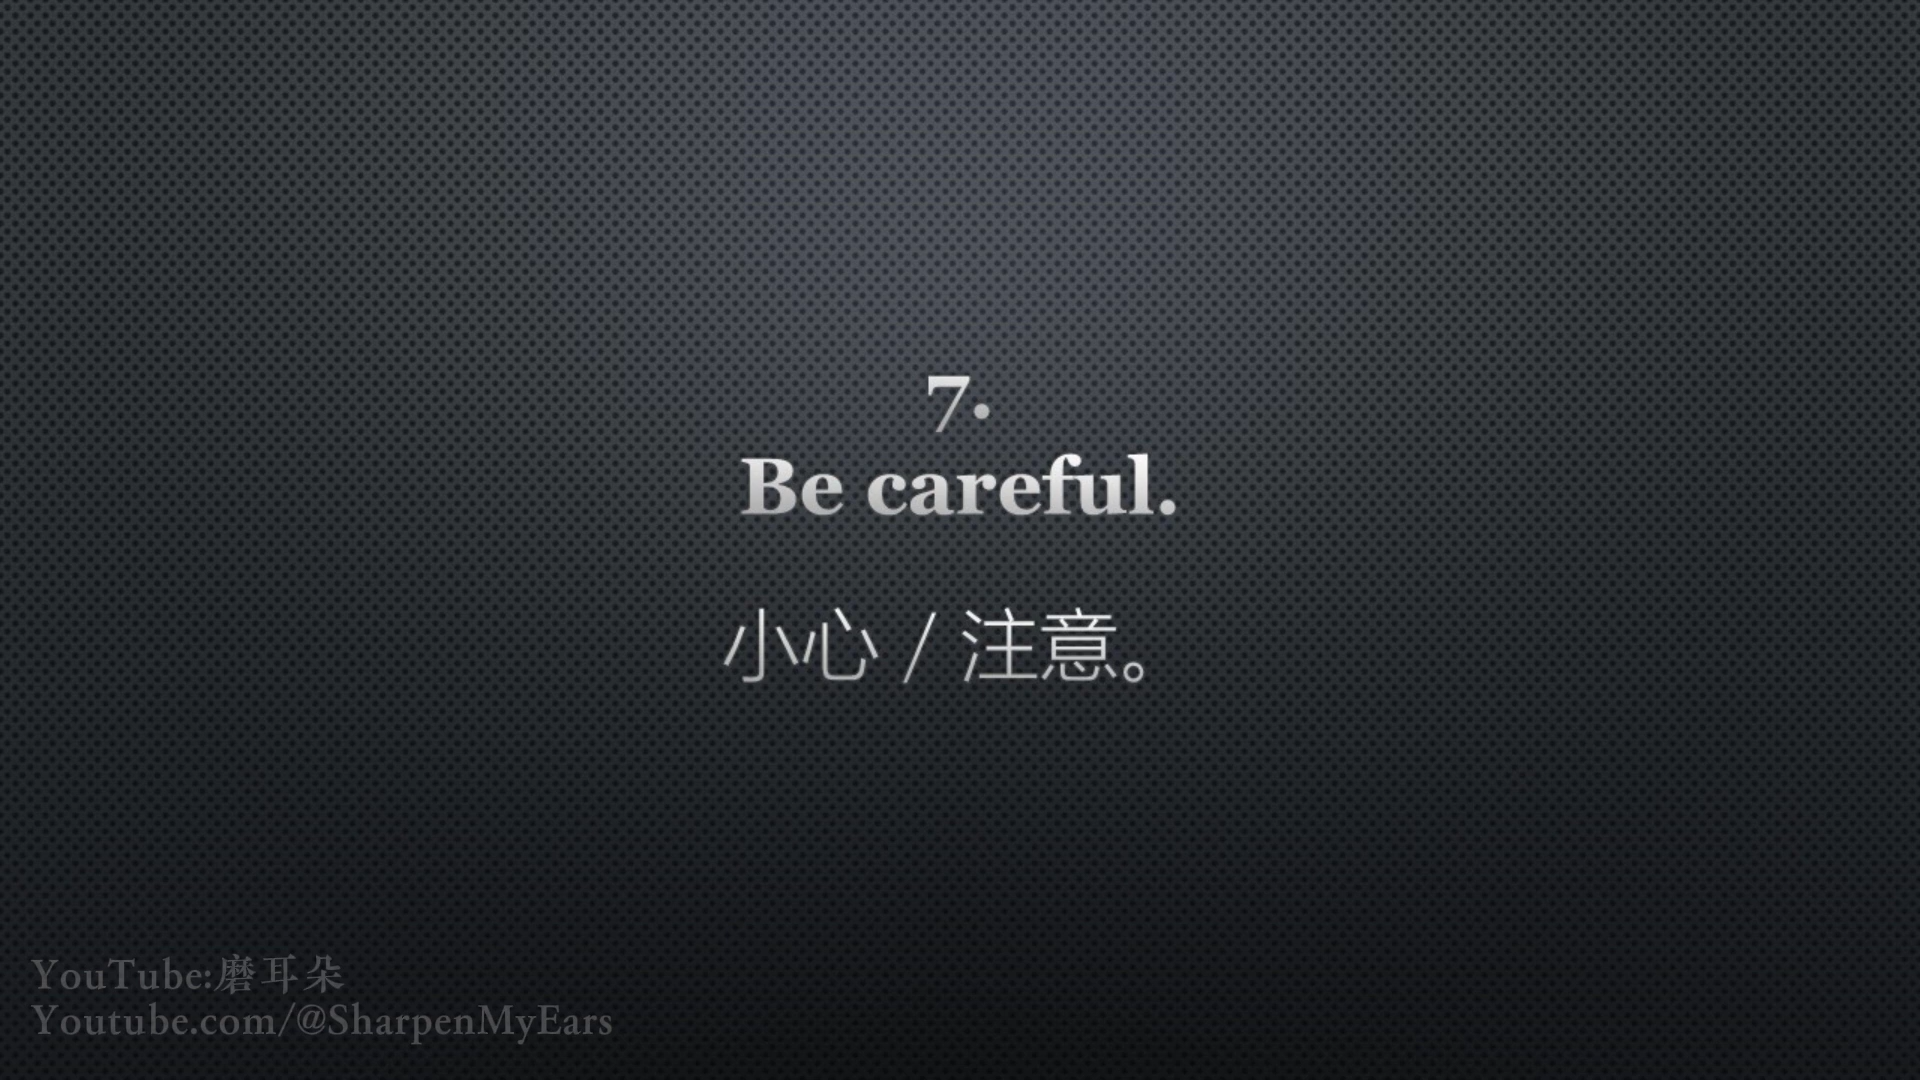 7.
Be careful.
小心 / 注意。
YouTube:磨耳朵
Youtube.com/@SharpenMyEars